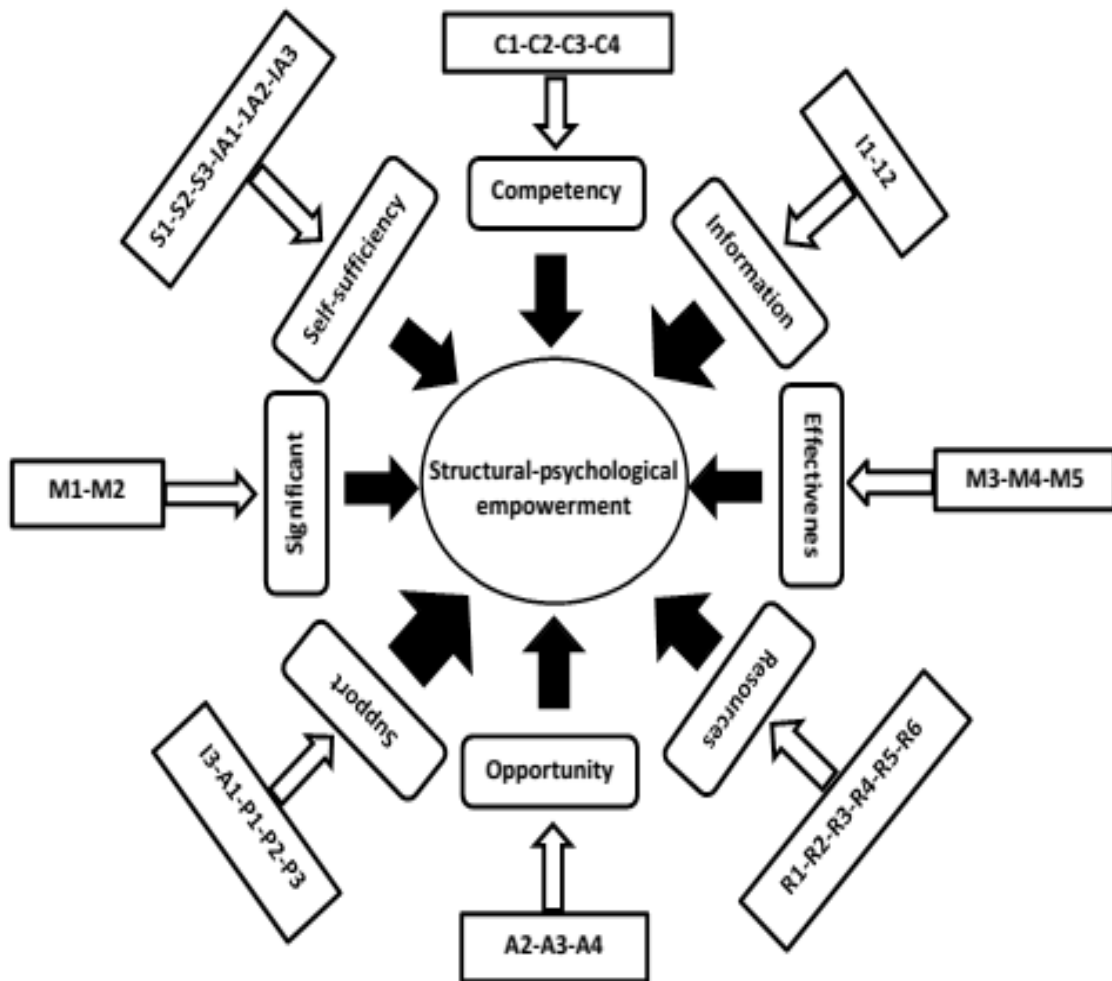 C1-C2-C3-C4
S1-S2-S3-IA1-1A2-IA3
I1-12
Competency
Self-sufficiency
Information
Significant
Structural-psychological
empowerment
Effectivenes
M1-M2
M3-M4-M5
Support
Opportunity
Resources
I3-A1-P1-P2-P3
A2-A3-A4
R1-R2-R3-R4-R5-R6